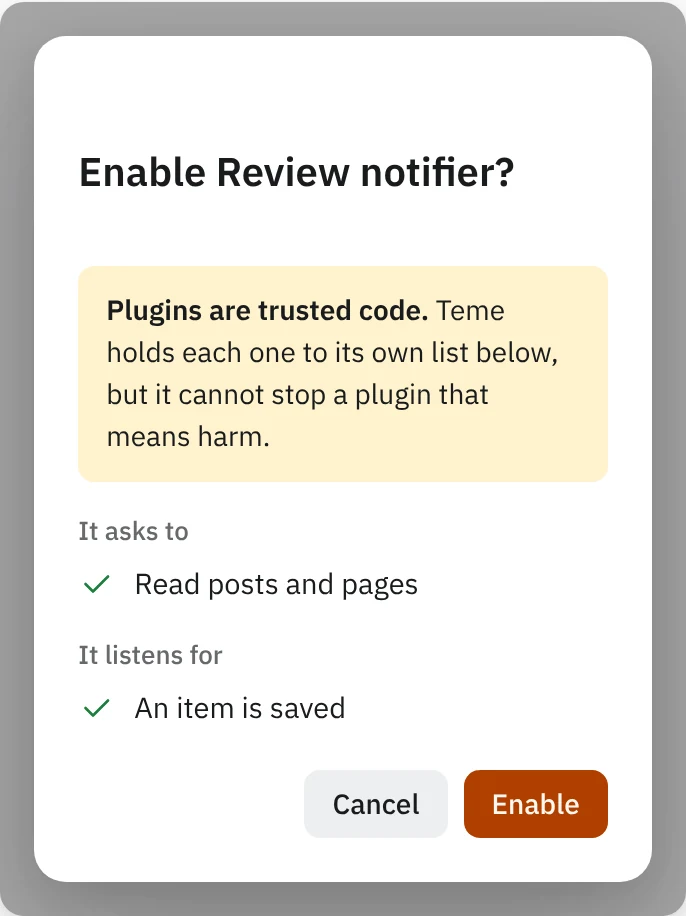 Enable Review notifier?
Plugins are trusted code. Teme
holds each one to its own list below,
but it cannot stop a plugin that
means harm.
It asks to
Read posts and pages
It listens for
An item is saved
Cancel
Enable